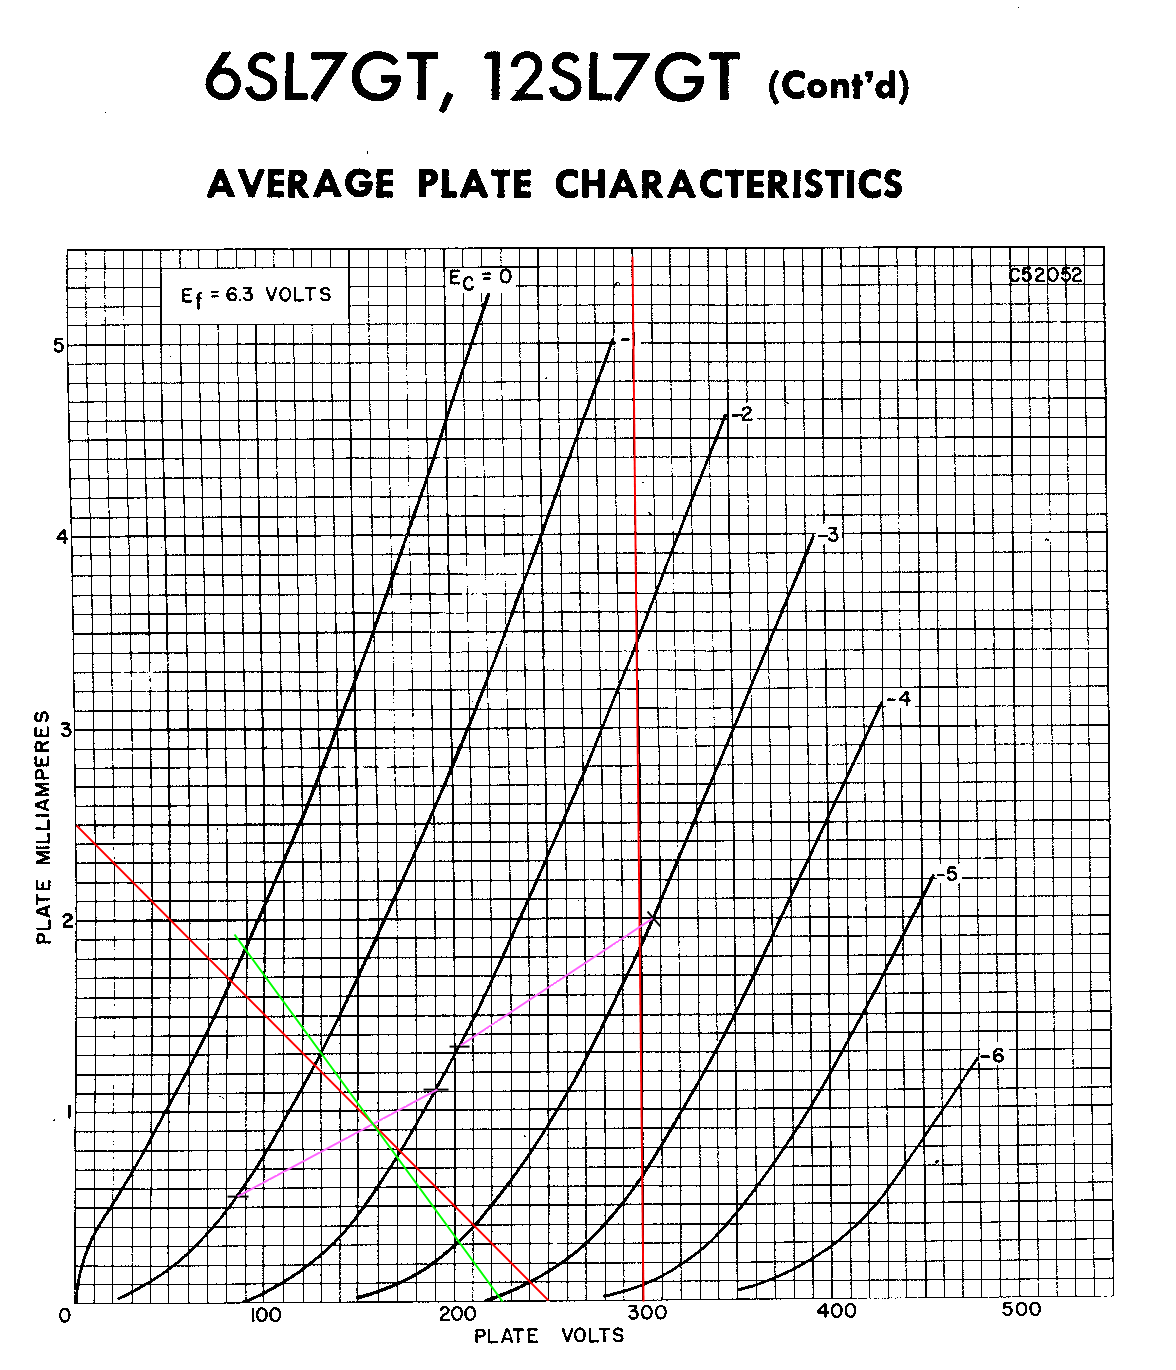 6SL7GT, 12SL7GT (Cont'd)
AVERAGE PLATE CHARACTERISTICS
Ef = 6.3 VOLTS
EC = 0
C52052
5
-1
-2
4
-3
-4
3
PLATE MILLIAMPERES
-5
2
-6
1
0
100
200
300
400
500
PLATE VOLTS